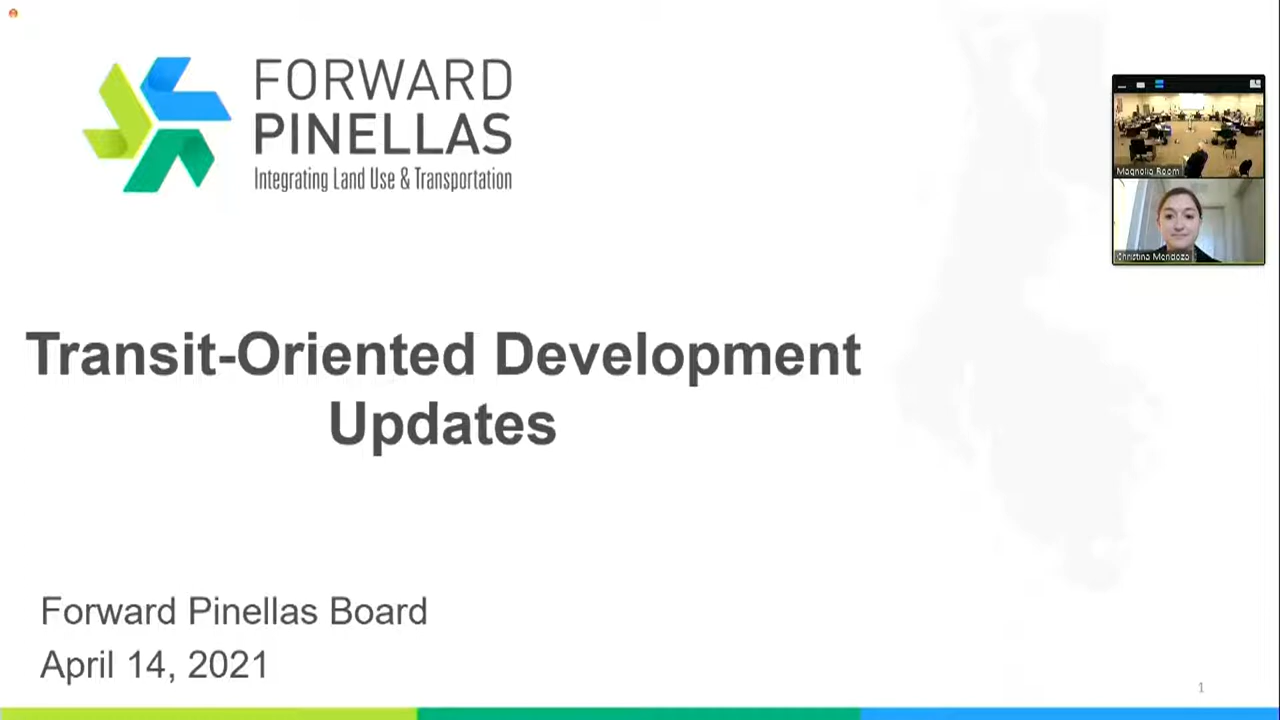 FORWARD
PINELLAS
Integrating Land Use & Transportation
Magnolia Room
Christina Mendoza
Transit-Oriented Development
Updates
Forward Pinellas Board
April 14, 2021
1